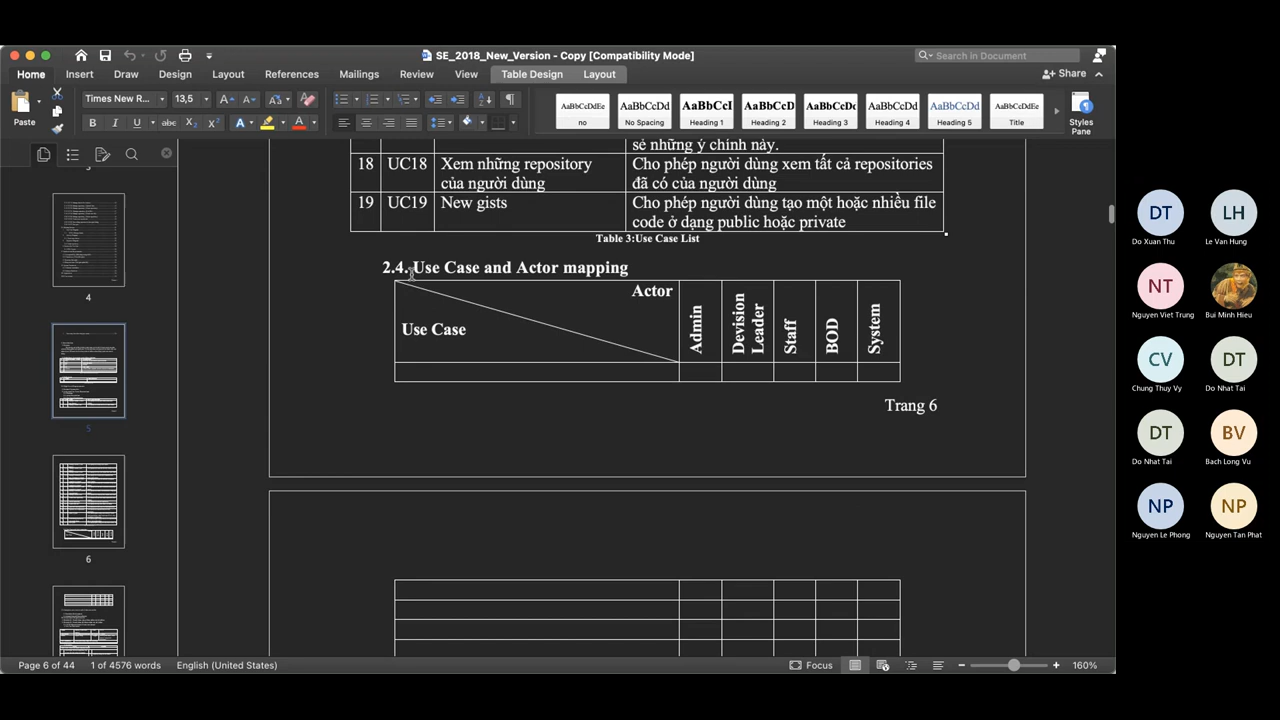 SE_2018_New_Version - Copy [Compatibility Mode]
Search in Document
Home Insert Draw Design Layout References Mailings Review View Table Design Layout
Share
Paste
Times New R... 13,5
AaBbCcDdEe AaBbCcDd AaBbCcI AaBbCcD AaBbCcDc AaBbCcDd AaBbCcDd AaBbCcDdEe
no No Spacing Heading 1 Heading 2 Heading 3 Heading 4 Heading 5 Title
Styles
Pane
sẻ những ý chính này.
18 UC18 Xem những repository Cho phép người dùng xem tất cả repositories
của người dùng đã có của người dùng
19 UC19 New gists Cho phép người dùng tạo một hoặc nhiều file
code ở dạng public hoặc private
Table 3:Use Case List
2.4. Use Case and Actor mapping
Actor
Use Case
Admin
Devision
Leader
Staff
BOD
System
Trang 6
4
5
6
DT LH
Do Xuan Thu Le Van Hung
NT
Nguyen Viet Trung Bui Minh Hieu
CV DT
Chung Thuy Vy Do Nhat Tai
DT BV
Do Nhat Tai Bach Long Vu
NP NP
Nguyen Le Phong Nguyen Tan Phat
Page 6 of 44 1 of 4576 words English (United States) Focus 160%